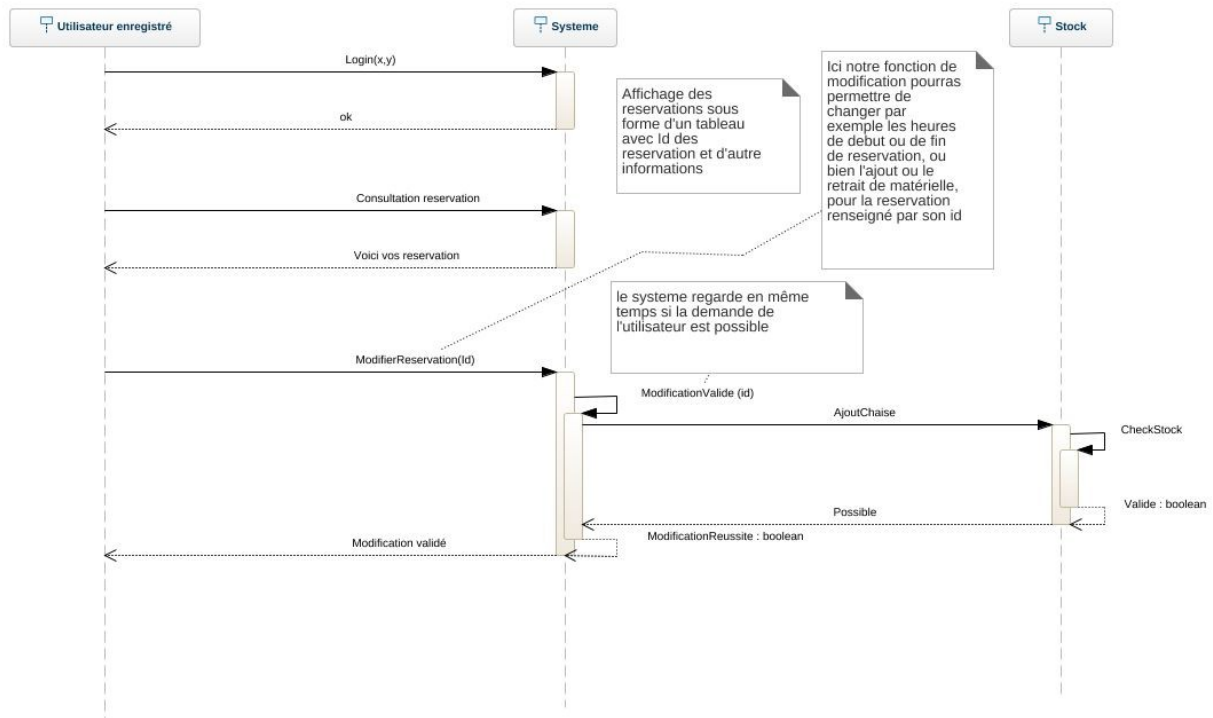 Utilisateur enregistré
Systeme
Stock
Login(x,y)
ok
Affichage des
reservations sous
forme d'un tableau
avec Id des
reservation et d'autre
informations
Ici notre fonction de
modification pourras
permettre de
changer par
exemple les heures
de debut ou de fin
de reservation, ou
bien l'ajout ou le
retrait de matérielle,
pour la reservation
renseigné par son id
Consultation reservation
Voici vos reservation
le systeme regarde en même
temps si la demande de
l'utilisateur est possible
ModifierReservation(Id)
ModificationValide (id)
AjoutChaise
CheckStock
Valide : boolean
Possible
ModificationReussite : boolean
Modification validé